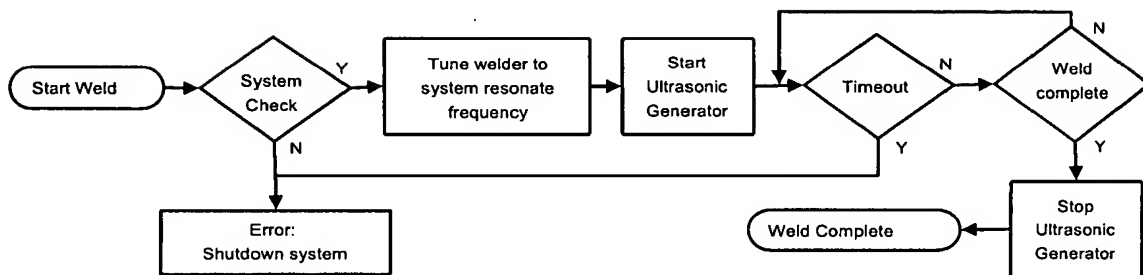 Start Weld
System
Check
Y
N
Tune welder to
system resonate
frequency
Start
Ultrasonic
Generator
Timeout
N
Y
Weld
complete
N
Y
Error:
Shutdown system
Weld Complete
Stop
Ultrasonic
Generator